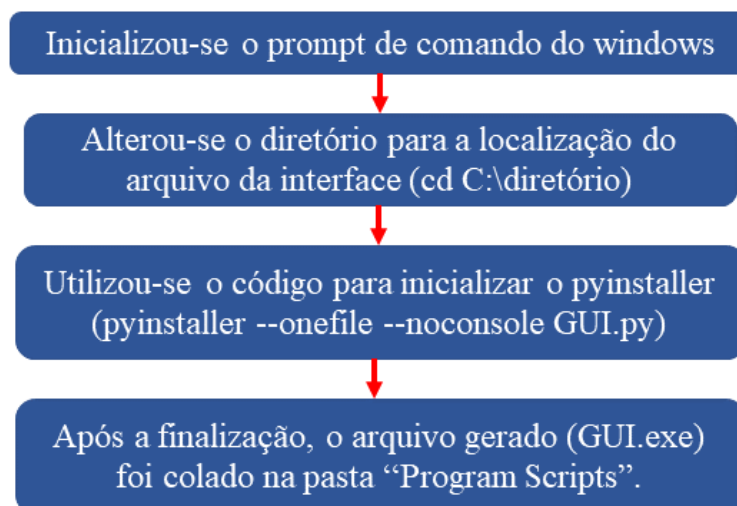 Inicializou-se o prompt de comando do windows
Alterou-se o diretório para a localização do
arquivo da interface (cd C:\diretório)
Utilizou-se o código para inicializar o pyinstaller
(pyinstaller --onefile --noconsole GUI.py)
Após a finalização, o arquivo gerado (GUI.exe)
foi colado na pasta “Program Scripts”.